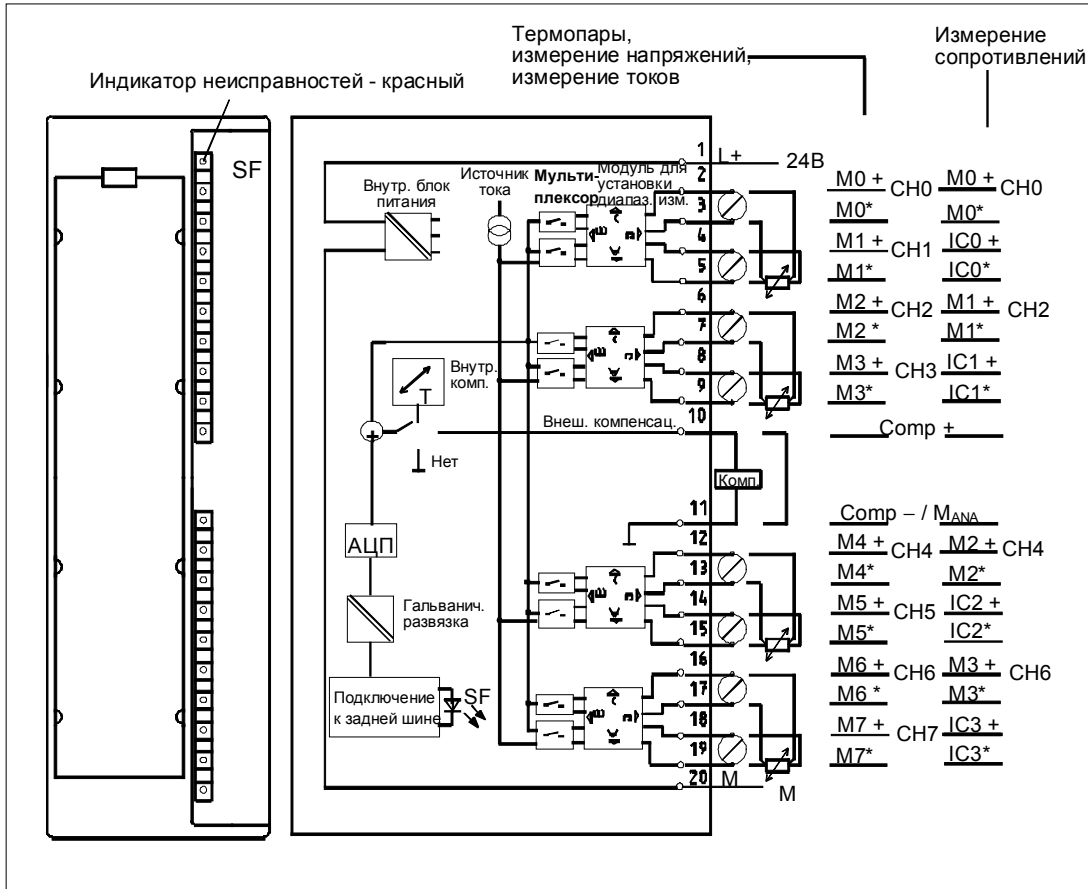 Термопары,
измерение напряжений,
измерение токов
Измерение
сопротивлений
Индикатор неисправностей - красный
SF
Внутр. блок
питания
Источник
тока
Мульти-
плексор
Модуль для
установки
диапаз. изм.
1
2
3
4
5
6
7
8
9
10
11
12
13
14
15
16
17
18
19
20
L+
24В
Внутр.
комп.
T
Внеш. компенсац.
Нет
Комп.
АЦП
Гальванич.
развязка
Подключение
к задней шине
SF
M
M
M0 + CH0 M0 + CH0
M0* M0*
M1 + CH1 IC0 +
M1* IC0*
M2 + CH2 M1 + CH2
M2 * M1*
M3 + CH3 IC1 +
M3* IC1*
Comp +
Comp – / MANA
M4 + CH4 M2 + CH4
M4* M2*
M5 + CH5 IC2 +
M5* IC2*
M6 + CH6 M3 + CH6
M6 * M3*
M7 + CH7 IC3 +
M7* IC3*